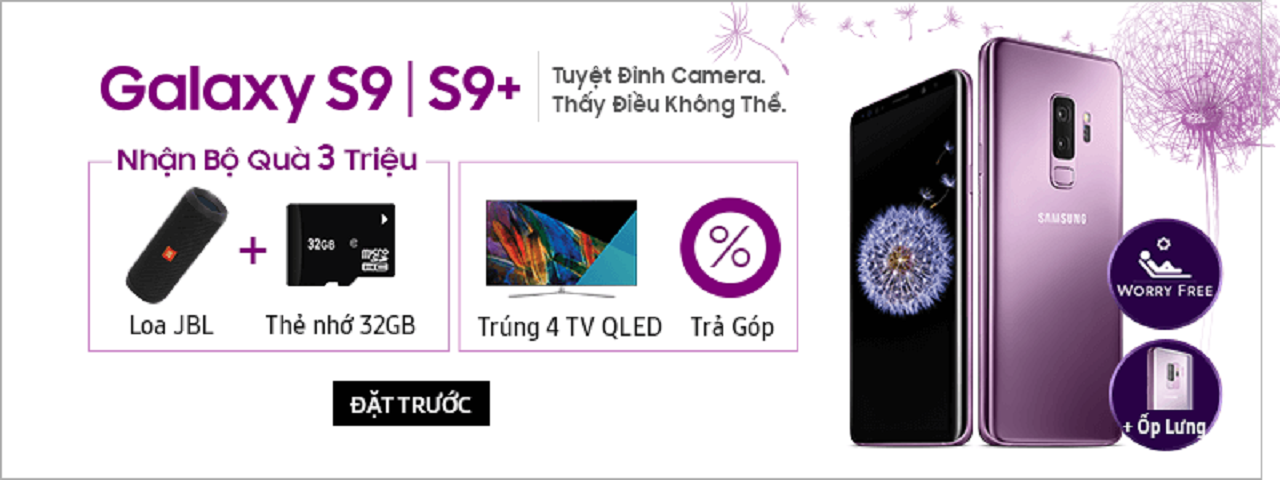 Galaxy S9 | S9+
Tuyệt Đỉnh Camera.
Thấy Điều Không Thể.
Nhận Bộ Quà 3 Triệu
32GB
Loa JBL
+
Thẻ nhớ 32GB
Trúng 4 TV QLED
%
Trả Góp
ĐẶT TRƯỚC
SAMSUNG
WORRY FREE
+ Ốp Lưng